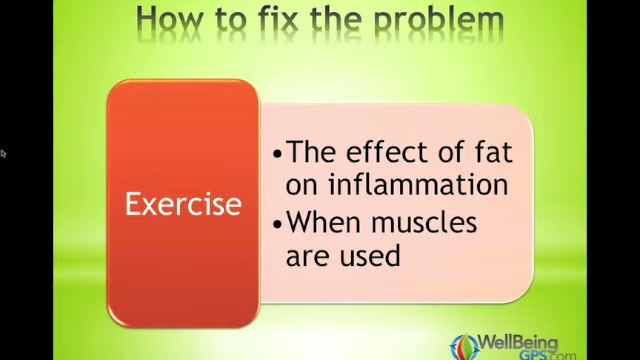 How to fix the problem
Exercise
•The effect of fat
on inflammation
•When muscles
are used
WellBeing
GPS.com